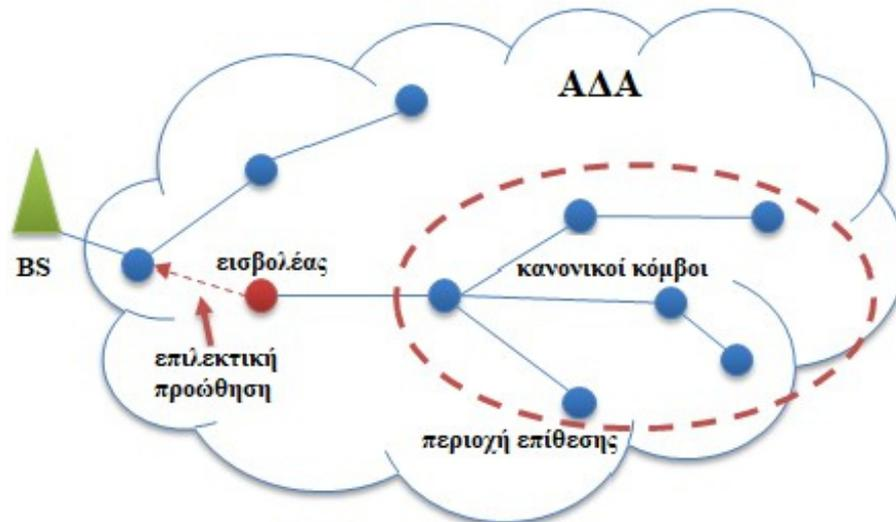 ΑΔΑ
BS
εισβολέας
κανονικοί κόμβοι
επιλεκτική
προώθηση
περιοχή επίθεσης